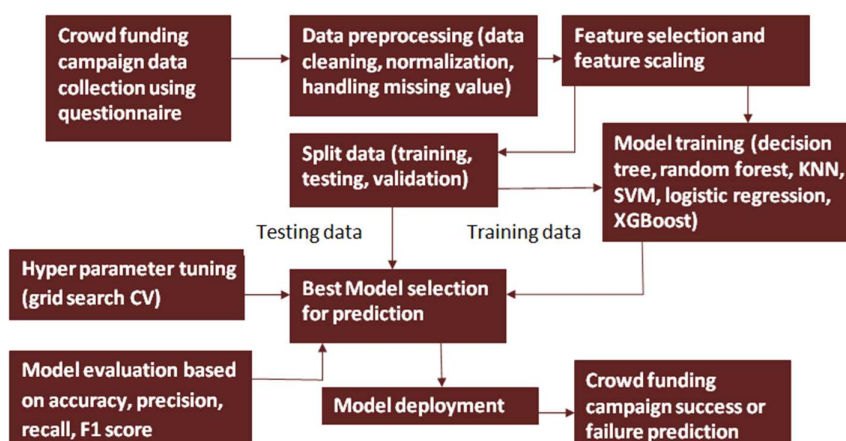 Crowd funding
campaign data
collection using
questionnaire
Data preprocessing (data
cleaning, normalization,
handling missing value)
Feature selection and
feature scaling
Split data (training,
testing, validation)
Model training (decision
tree, random forest, KNN,
SVM, logistic regression,
XGBoost)
Testing data
Training data
Hyper parameter tuning
(grid search CV)
Best Model selection
for prediction
Model evaluation based
on accuracy, precision,
recall, F1 score
Model deployment
Crowd funding
campaign success or
failure prediction